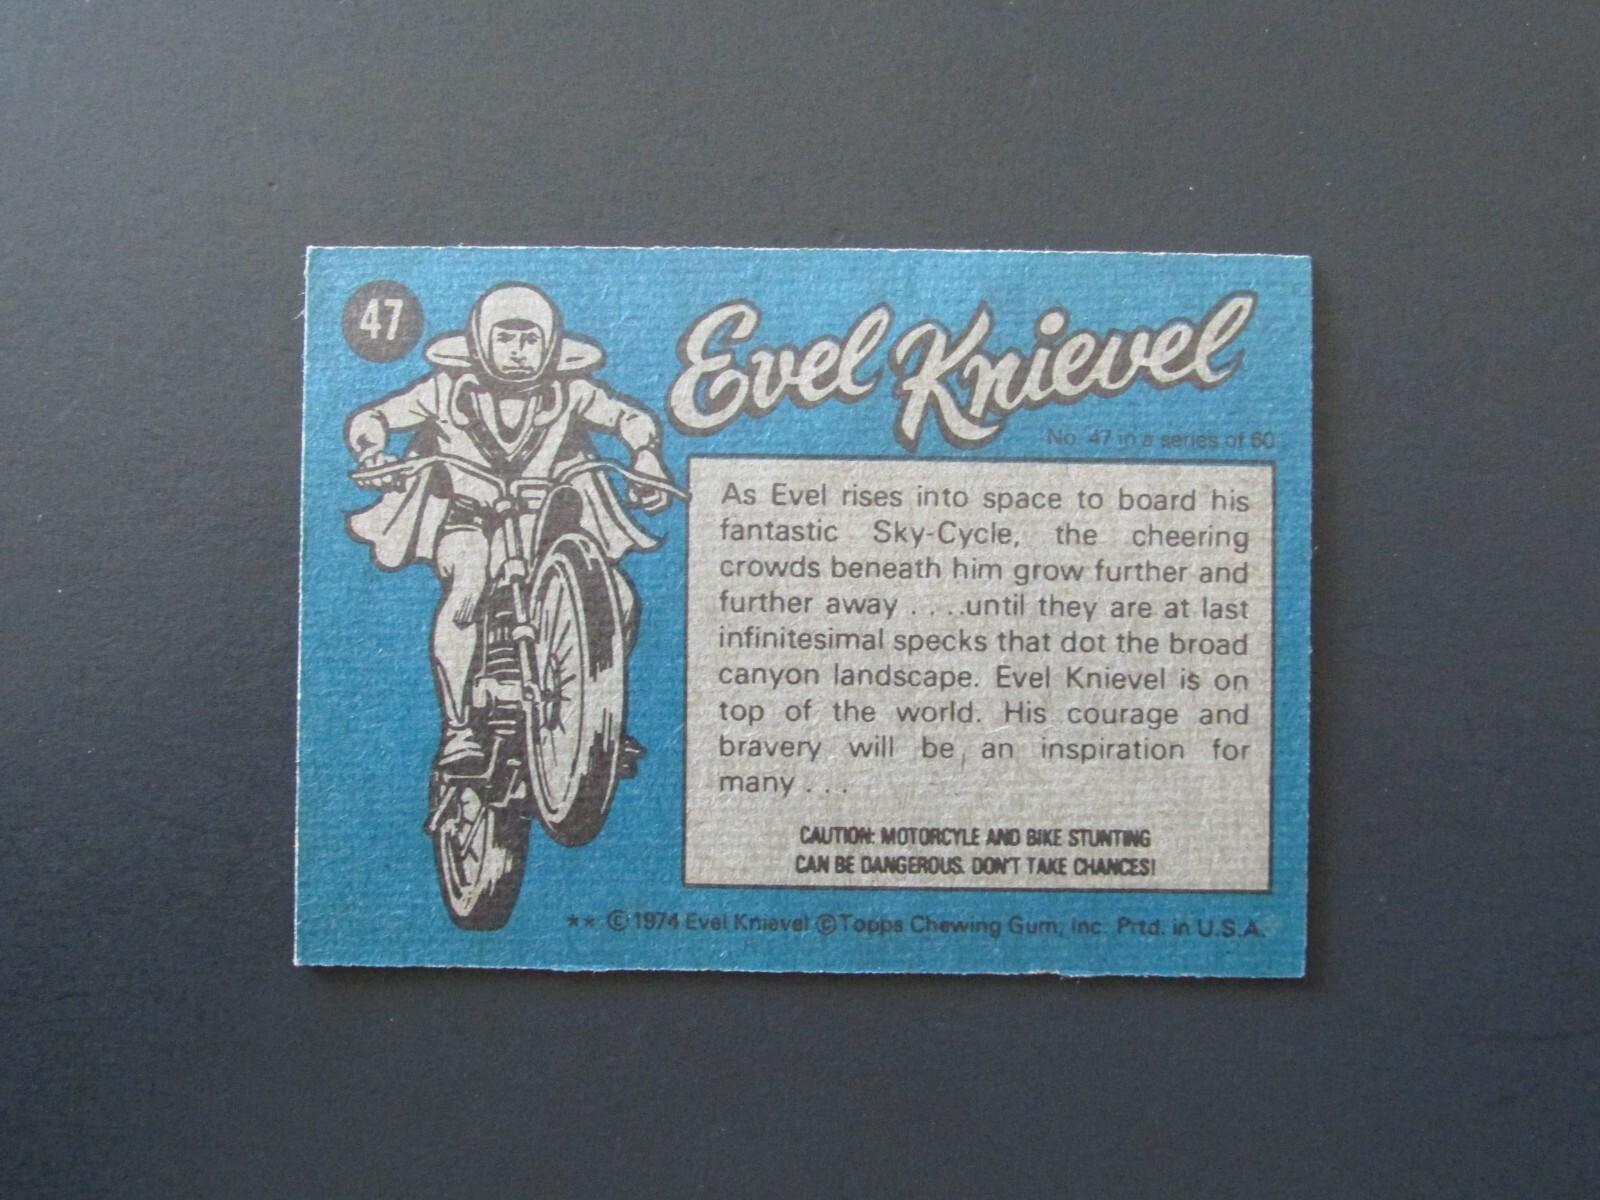 47
Evel Knievel
No. 47 in a series of 60
As Evel rises into space to board his
fantastic Sky-Cycle, the cheering
crowds beneath him grow further and
further away . . . .until they are at last
infinitesimal specks that dot the broad
canyon landscape. Evel Knievel is on
top of the world. His courage and
bravery will be an inspiration for
many . . .
CAUTION: MOTORCYLE AND BIKE STUNTING
CAN BE DANGEROUS. DON'T TAKE CHANCES!
** © 1974 Evel Knievel © Topps Chewing Gum, Inc. Prtd. in U.S.A.